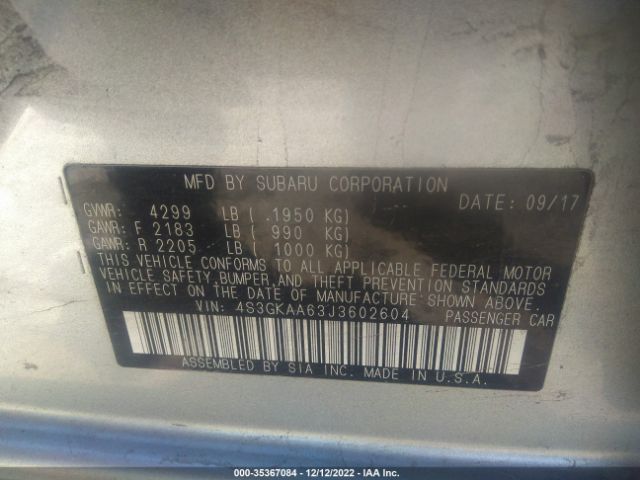 MFD BY SUBARU CORPORATION
DATE: 09/17
GVWR: 4299 LB ( .1950 KG)
GAWR: F 2183 LB ( 990 KG)
GAWR: R 2205 LB ( 1000 KG)
THIS VEHICLE CONFORMS TO ALL APPLICABLE FEDERAL MOTOR
VEHICLE SAFETY, BUMPER, AND THEFT PREVENTION STANDARDS
IN EFFECT ON THE DATE OF MANUFACTURE SHOWN ABOVE.
VIN: 4S3GKAA63J3602604 PASSENGER CAR
ASSEMBLED BY SIA INC. MADE IN U.S.A.
000-35367084 - 12/12/2022 - IAA Inc.